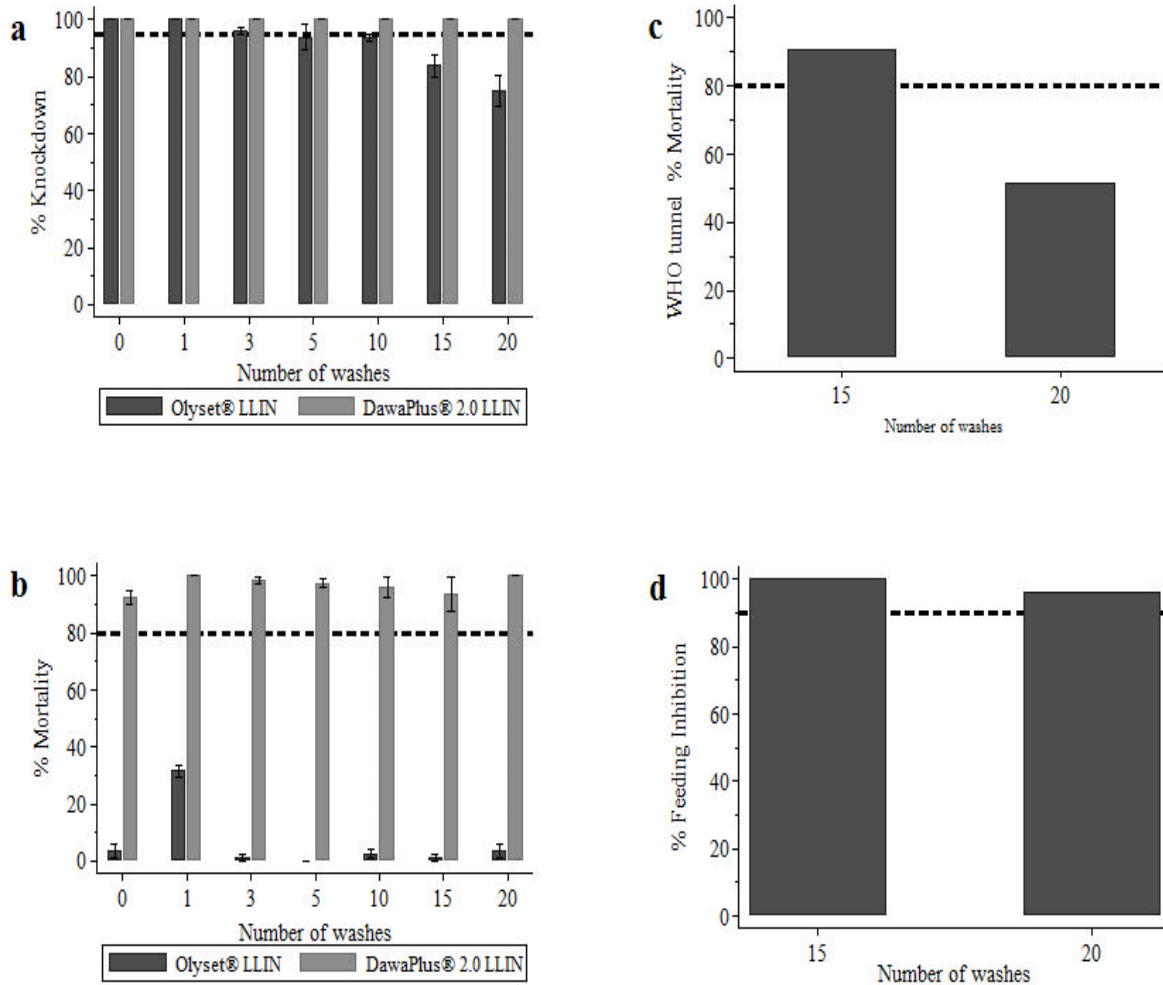 a
% Knockdown
100
80
60
40
20
0
0 1 3 5 10 15 20
Number of washes
Olyset® LLIN DawaPlus® 2.0 LLIN
c
WHO tunnel % Mortality
100
80
60
40
20
0
15 20
Number of washes
b
% Mortality
100
80
60
40
20
0
0 1 3 5 10 15 20
Number of washes
Olyset® LLIN DawaPlus® 2.0 LLIN
d
% Feeding Inhibition
100
80
60
40
20
0
15 20
Number of washes